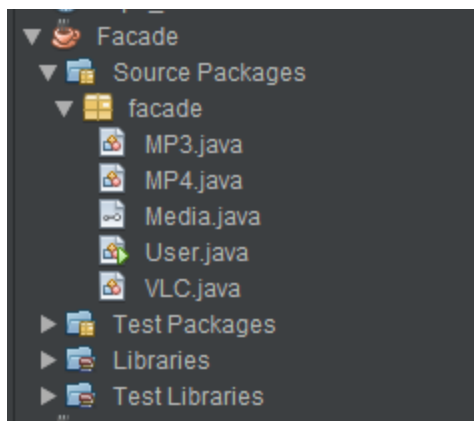 Facade
Source Packages
facade
MP3.java
MP4.java
Media.java
User.java
VLC.java
Test Packages
Libraries
Test Libraries